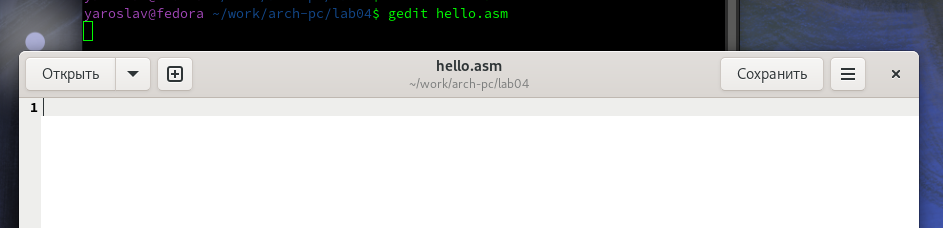 yaroslav@fedora ~/work/arch-pc/lab04$ gedit hello.asm
Открыть
hello.asm
~/work/arch-pc/lab04
Сохранить
1